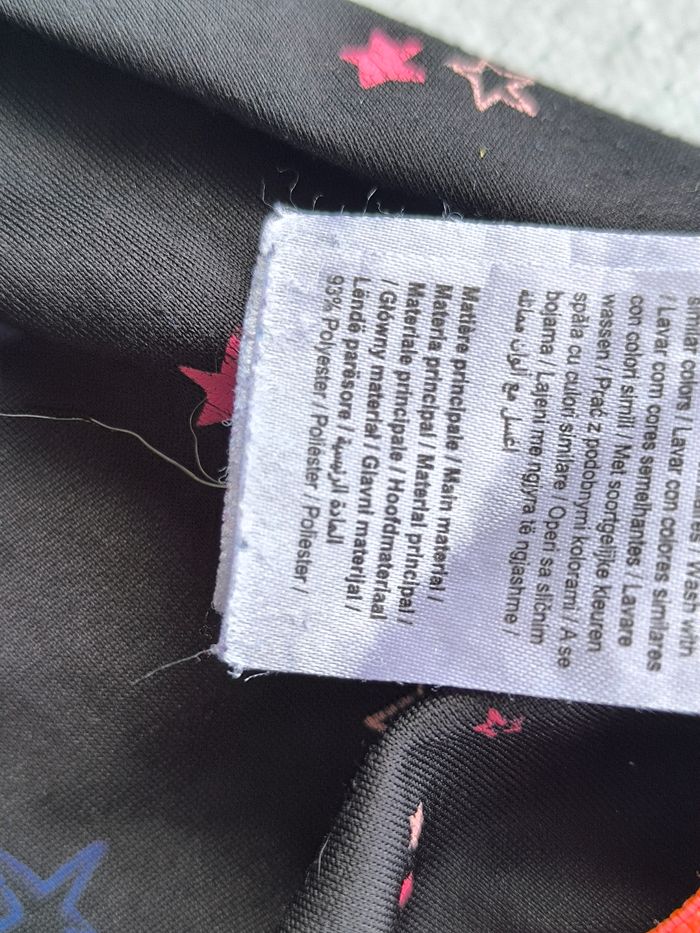 / Wash with
similar colors / Lavar con colores similares
/ Lavar com cores semelhantes / Lavare
con colori simili / Met soortgelijke kleuren
wassen / Prać z podobnymi kolorami / A se
spăla cu culori similare / Operi sa sličnim
bojama / Lajeni me ngjyra të ngjashme /
اغسل مع ألوان مماثلة
Matière principale / Main material /
Materia principal / Material principal /
Materiale principale / Hoofdmateriaal
/ Główny materiał / Glavni materijal /
Lëndë parësore / المادة الرئيسية
95% Polyester / Poliéster / Poliester /